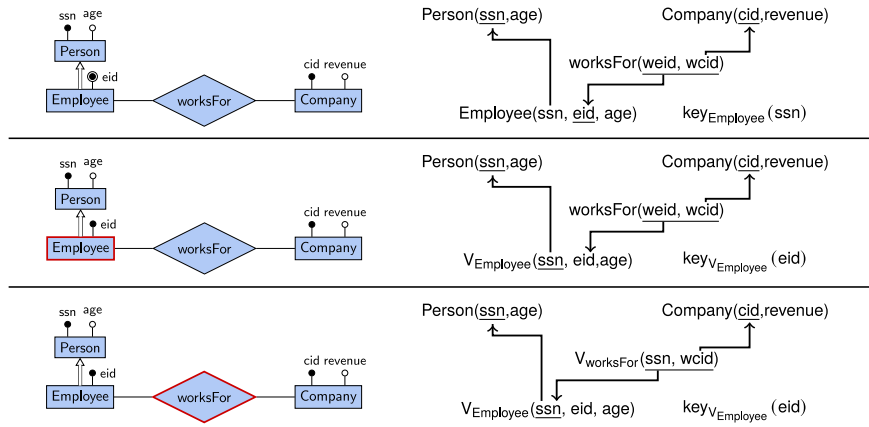 ssn age
Person
eid
Employee
worksFor
cid revenue
Company
Person(ssn,age)
Company(cid,revenue)
worksFor(weid, wcid)
Employee(ssn, eid, age)
keyEmployee(ssn)
ssn age
Person
eid
Employee
worksFor
cid revenue
Company
Person(ssn,age)
Company(cid,revenue)
worksFor(weid, wcid)
VEmployee(ssn, eid,age)
keyVEmployee(eid)
ssn age
Person
eid
Employee
worksFor
cid revenue
Company
Person(ssn,age)
Company(cid,revenue)
VworksFor(ssn, wcid)
VEmployee(ssn, eid, age)
keyVEmployee(eid)